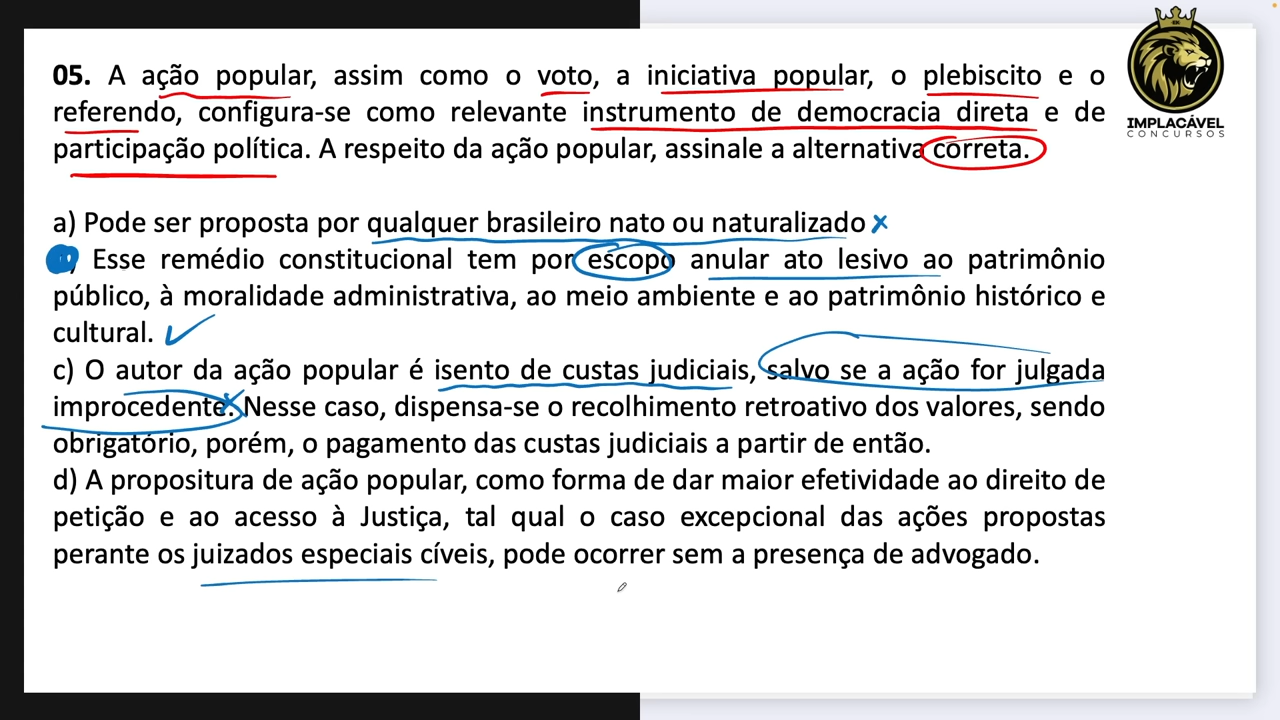 IMPLACÁVEL
CONCURSOS
05. A ação popular, assim como o voto, a iniciativa popular, o plebiscito e o
referendo, configura-se como relevante instrumento de democracia direta e de
participação política. A respeito da ação popular, assinale a alternativa correta.
a) Pode ser proposta por qualquer brasileiro nato ou naturalizado
) Esse remédio constitucional tem por escopo anular ato lesivo ao patrimônio
público, à moralidade administrativa, ao meio ambiente e ao patrimônio histórico e
cultural.
c) O autor da ação popular é isento de custas judiciais, salvo se a ação for julgada
improcedente. Nesse caso, dispensa-se o recolhimento retroativo dos valores, sendo
obrigatório, porém, o pagamento das custas judiciais a partir de então.
d) A propositura de ação popular, como forma de dar maior efetividade ao direito de
petição e ao acesso à Justiça, tal qual o caso excepcional das ações propostas
perante os juizados especiais cíveis, pode ocorrer sem a presença de advogado.